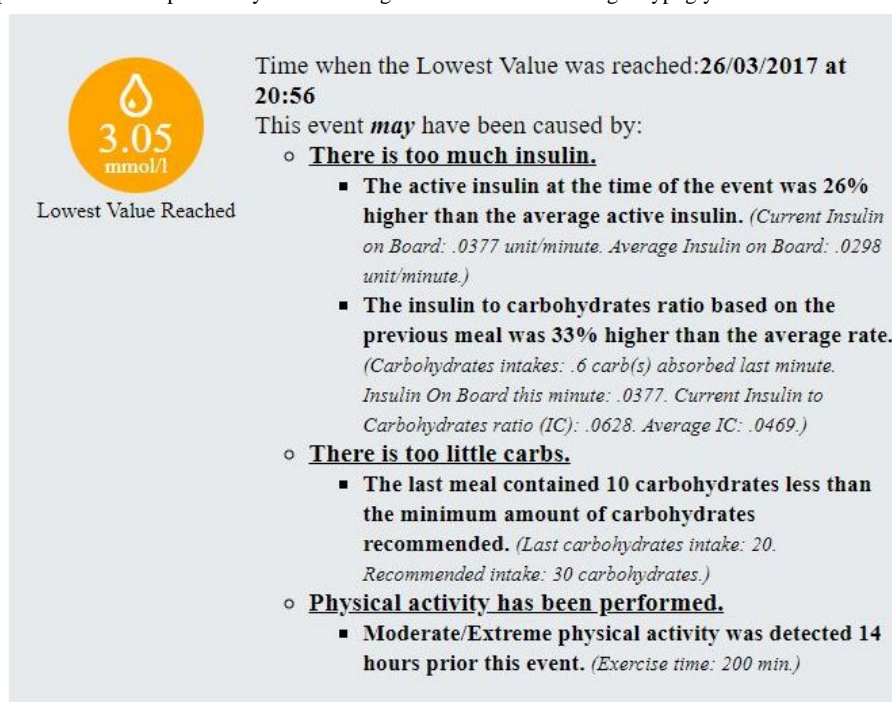 3.05
mmol/l
Lowest Value Reached
Time when the Lowest Value was reached:26/03/2017 at
20:56
This event may have been caused by:
There is too much insulin.
The active insulin at the time of the event was 26%
higher than the average active insulin. (Current Insulin
on Board: .0377 unit/minute. Average Insulin on Board: .0298
unit/minute.)
The insulin to carbohydrates ratio based on the
previous meal was 33% higher than the average rate.
(Carbohydrates intakes: .6 carb(s) absorbed last minute.
Insulin On Board this minute: .0377. Current Insulin to
Carbohydrates ratio (IC): .0628. Average IC: .0469.)
There is too little carbs.
The last meal contained 10 carbohydrates less than
the minimum amount of carbohydrates
recommended. (Last carbohydrates intake: 20.
Recommended intake: 30 carbohydrates.)
Physical activity has been performed.
Moderate/Extreme physical activity was detected 14
hours prior this event. (Exercise time: 200 min.)